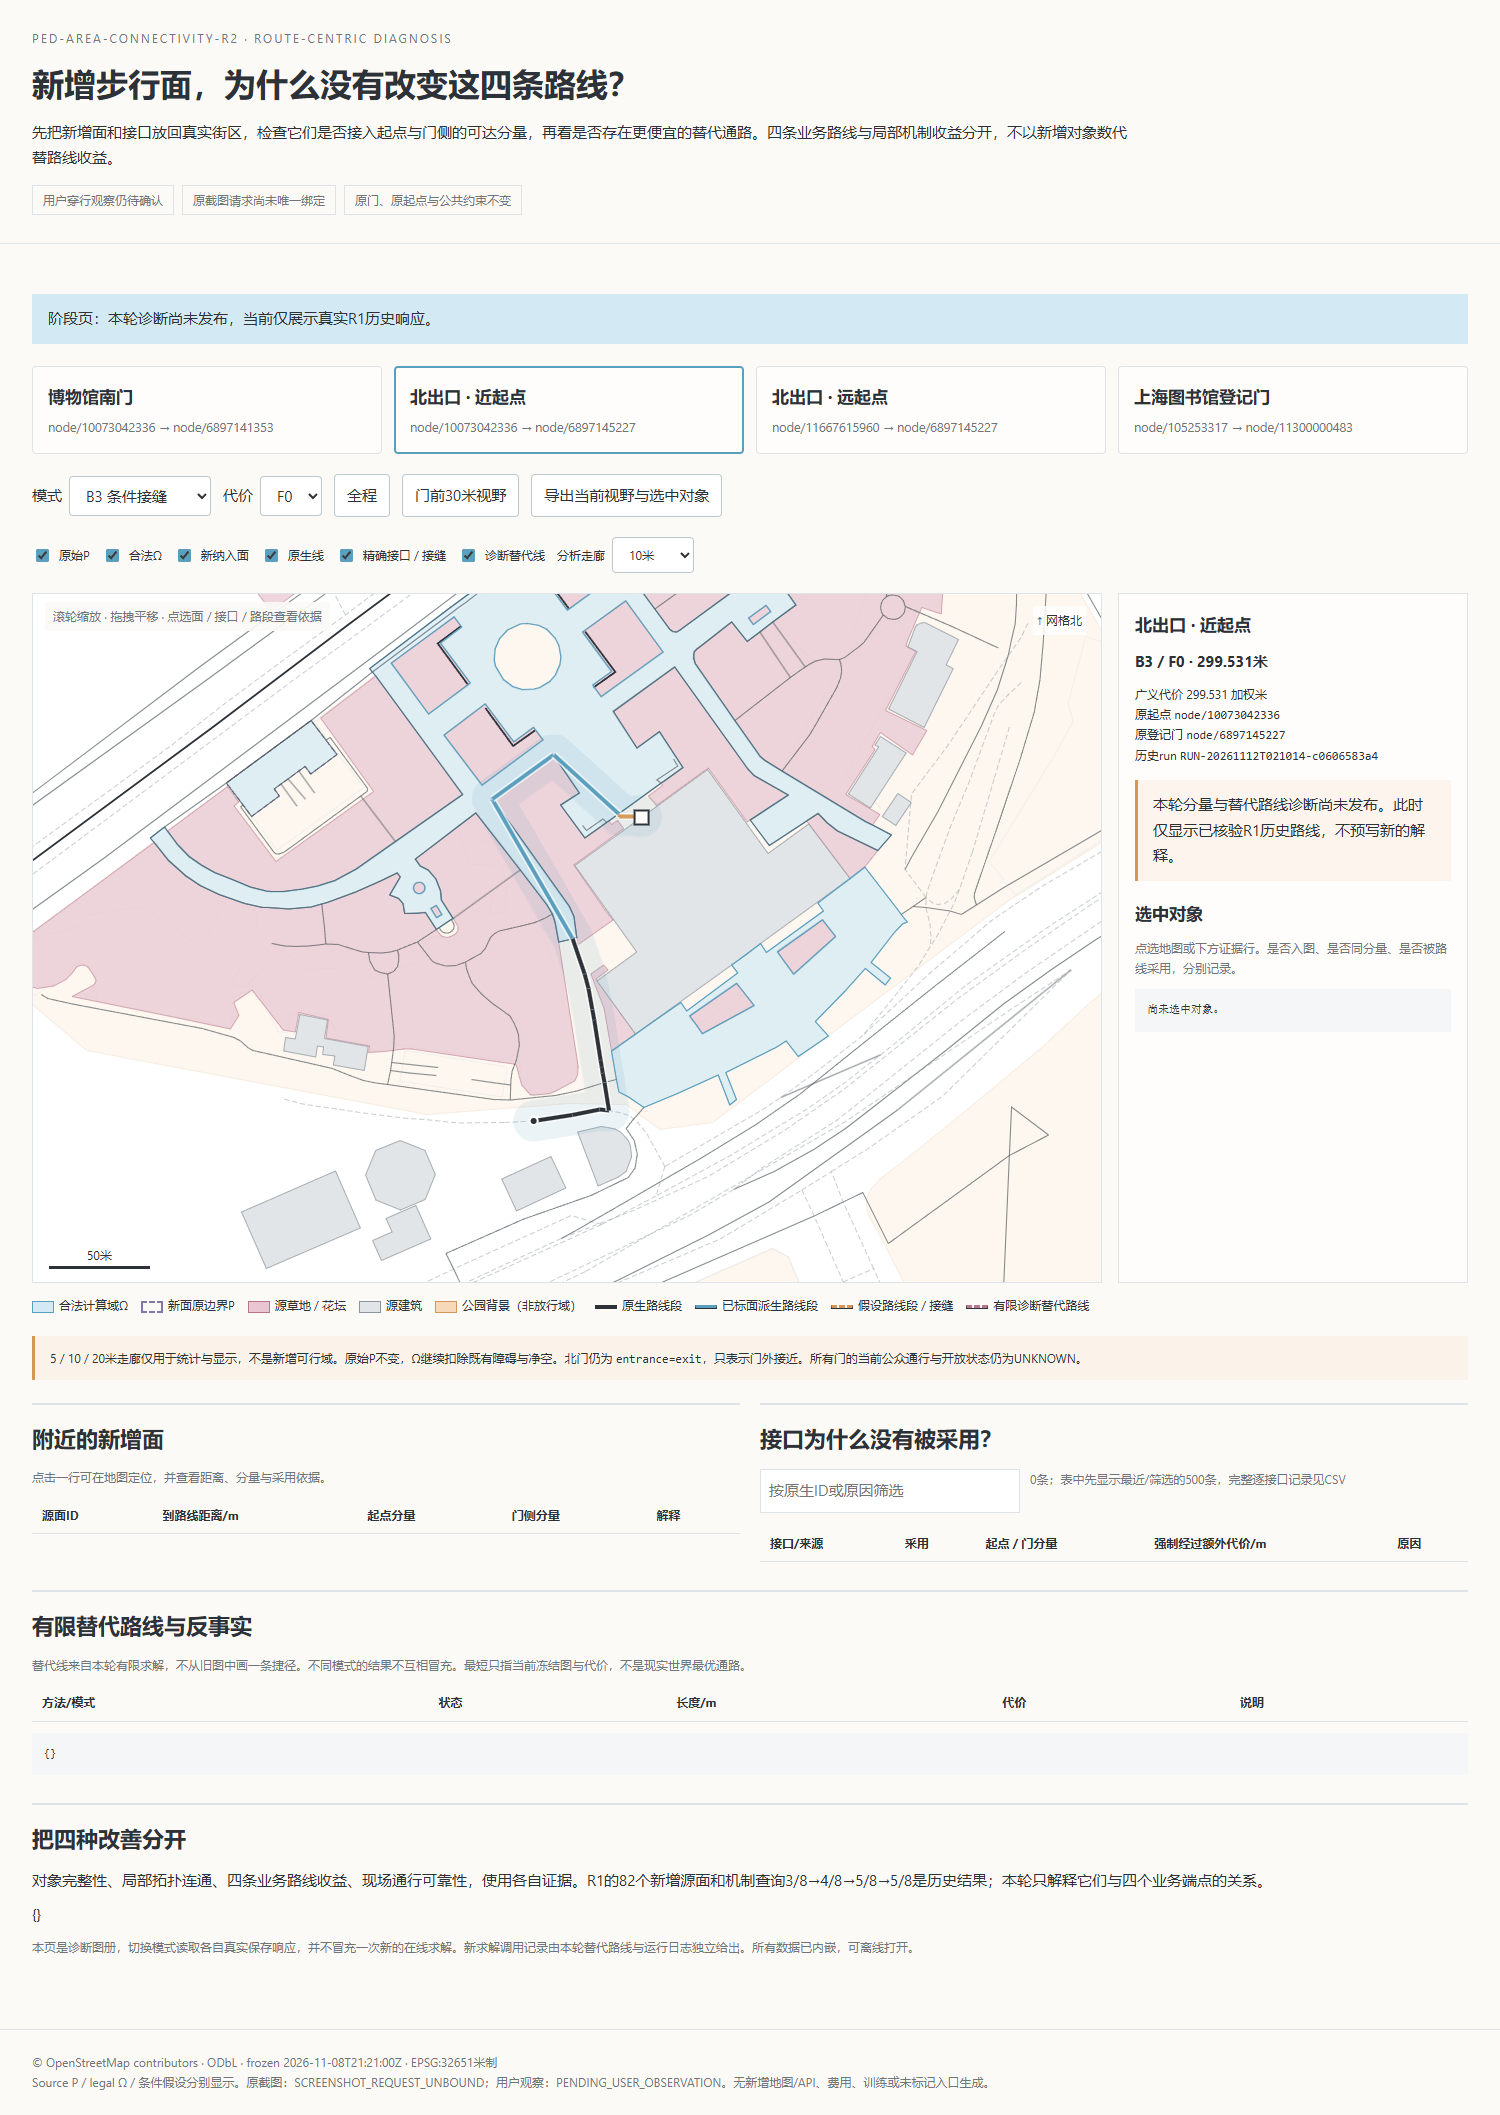 PED-AREA-CONNECTIVITY-R2 · ROUTE-CENTRIC DIAGNOSIS
新增步行面，为什么没有改变这四条路线？
先把新增面和接口放回真实街区，检查它们是否接入起点与门侧的可达分量，再看是否存在更便宜的替代通路。四条业务路线与局部机制收益分开，不以新增对象数代
替路线收益。
用户穿行观察仍待确认
原截图请求尚未唯一绑定
原门、原起点与公共约束不变
阶段页：本轮诊断尚未发布，当前仅展示真实R1历史响应。
博物馆南门
node/10073042336 → node/6897141353
北出口 · 近起点
node/10073042336 → node/6897145227
北出口 · 远起点
node/11667615960 → node/6897145227
上海图书馆登记门
node/105253317 → node/11300000483
模式 B3 条件接缝 代价 F0 全程 门前30米视野 导出当前视野与选中对象
原始P 合法Ω 新纳入面 原生线 精确接口 / 接缝 诊断替代线 分析走廊 10米
滚轮缩放 · 拖拽平移 · 点选面 / 接口 / 路段查看依据
↑ 网格北
50米
北出口 · 近起点
B3 / F0 · 299.531米
广义代价 299.531 加权米
原起点 node/10073042336
原登记门 node/6897145227
历史run RUN-20261112T021014-c0606583a4
本轮分量与替代路线诊断尚未发布。此时
仅显示已核验R1历史路线，不预写新的解
释。
选中对象
点选地图或下方证据行。是否入图、是否同分量、是否被路
线采用，分别记录。
尚未选中对象。
合法计算域Ω 新面原边界P 源草地 / 花坛 源建筑 公园背景（非放行域） 原生路线段 已标面派生路线段 假设路线段 / 接缝 有限诊断替代路线
5 / 10 / 20米走廊仅用于统计与显示，不是新增可行域。原始P不变，Ω继续扣除既有障碍与净空。北门仍为 entrance=exit，只表示门外接近。所有门的当前公众通行与开放状态仍为UNKNOWN。
附近的新增面
点击一行可在地图定位，并查看距离、分量与采用依据。
源面ID 到路线距离/m 起点分量 门侧分量 解释
接口为什么没有被采用？
按原生ID或原因筛选
0条；表中先显示最近/筛选的500条，完整逐接口记录见CSV
接口/来源 采用 起点 / 门分量 强制经过额外代价/m 原因
有限替代路线与反事实
替代线来自本轮有限求解，不从旧图中画一条捷径。不同模式的结果不互相冒充。最短只指当前冻结图与代价，不是现实世界最优通路。
方法/模式 状态 长度/m 代价 说明
{}
把四种改善分开
对象完整性、局部拓扑连通、四条业务路线收益、现场通行可靠性，使用各自证据。R1的82个新增源面和机制查询3/8→4/8→5/8→5/8是历史结果；本轮只解释它们与四个业务端点的关系。
{}
本页是诊断图册，切换模式读取各自真实保存响应，并不冒充一次新的在线求解。新求解调用记录由本轮替代路线与运行日志独立给出。所有数据已内嵌，可离线打开。
© OpenStreetMap contributors · ODbL · frozen 2026-11-08T21:21:00Z · EPSG:32651米制
Source P / legal Ω / 条件假设分别显示。原截图：SCREENSHOT_REQUEST_UNBOUND；用户观察：PENDING_USER_OBSERVATION。无新增地图/API、费用、训练或未标记入口生成。